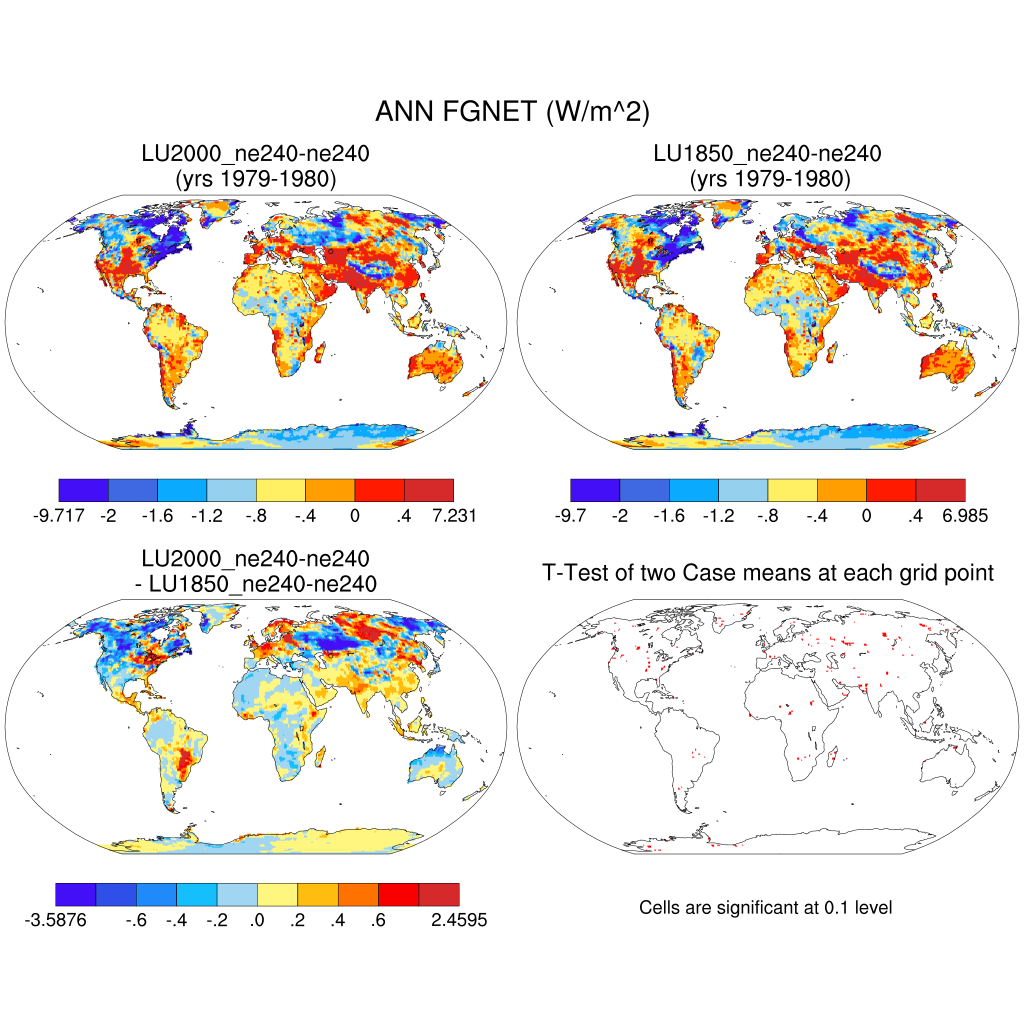 ANN FGNET (W/m^2)
LU2000_ne240-ne240
(yrs 1979-1980)
LU1850_ne240-ne240
(yrs 1979-1980)
-9.717 -2 -1.6 -1.2 -.8 -.4 0 .4 7.231
-9.7 -2 -1.6 -1.2 -.8 -.4 0 .4 6.985
LU2000_ne240-ne240
- LU1850_ne240-ne240
T-Test of two Case means at each grid point
-3.5876 -.6 -.4 -.2 .0 .2 .4 .6 2.4595
Cells are significant at 0.1 level